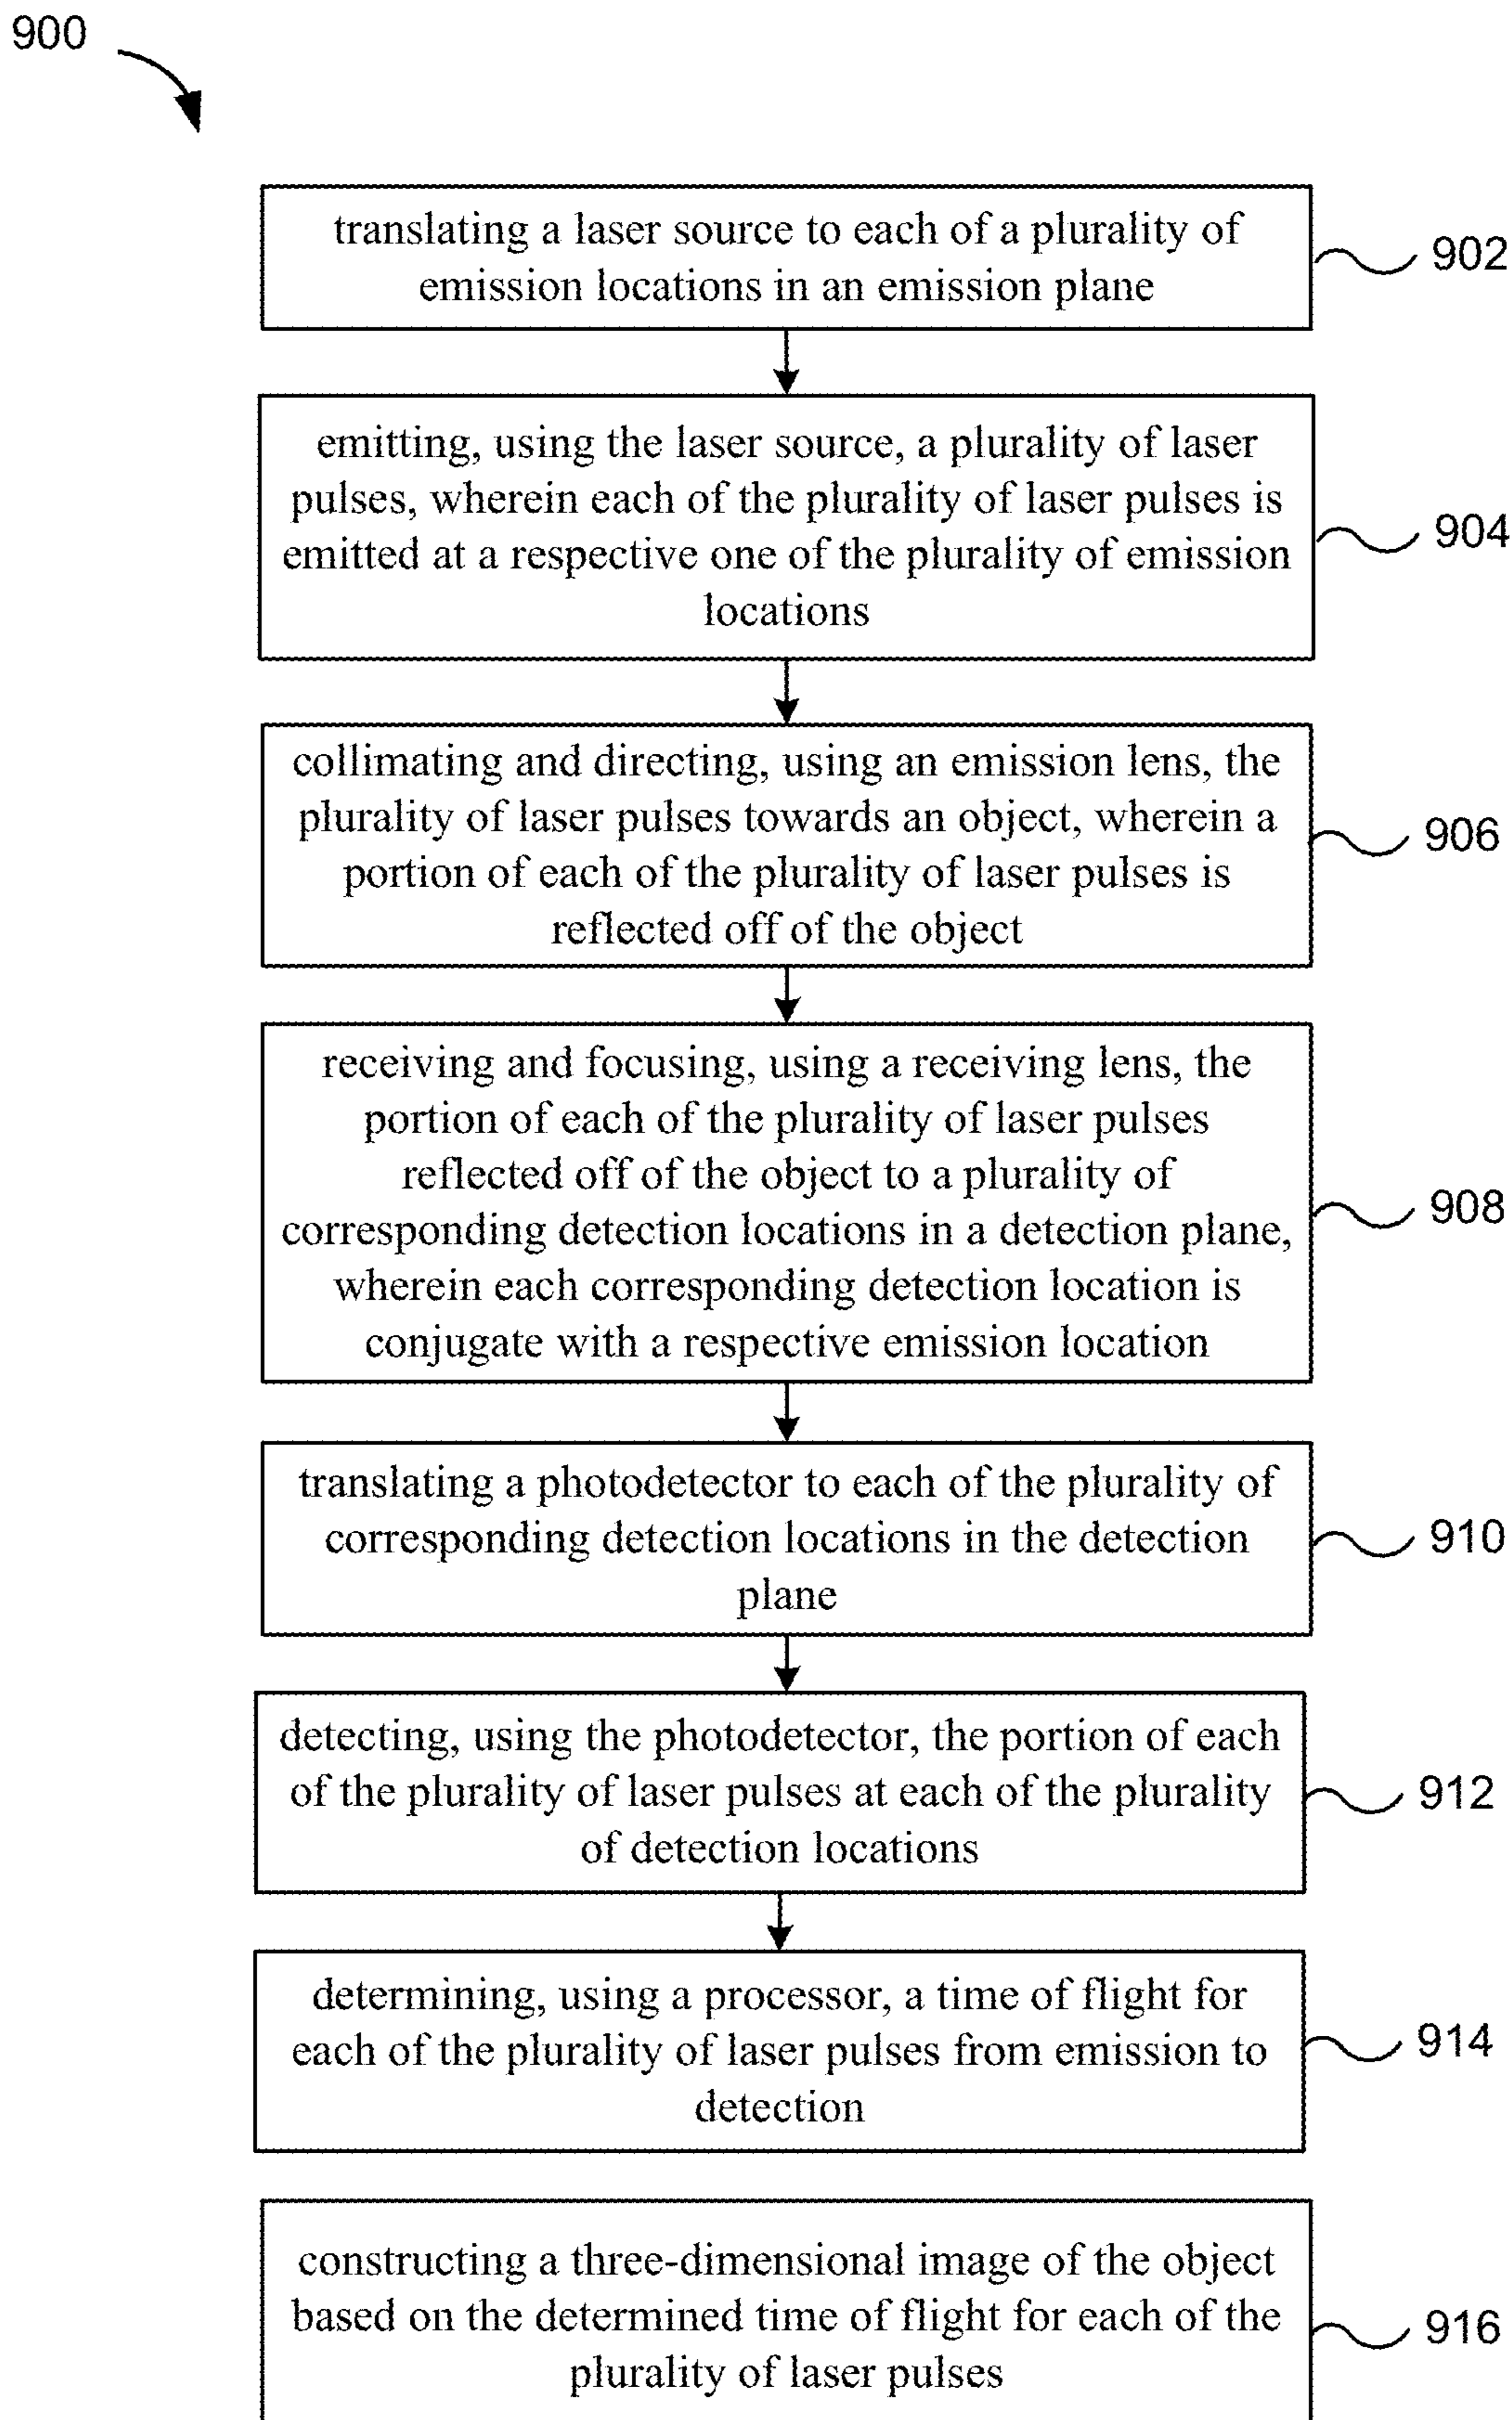 900
translating a laser source to each of a plurality of
emission locations in an emission plane
902
emitting, using the laser source, a plurality of laser
pulses, wherein each of the plurality of laser pulses is
emitted at a respective one of the plurality of emission
locations
904
collimating and directing, using an emission lens, the
plurality of laser pulses towards an object, wherein a
portion of each of the plurality of laser pulses is
reflected off of the object
906
receiving and focusing, using a receiving lens, the
portion of each of the plurality of laser pulses
reflected off of the object to a plurality of
corresponding detection locations in a detection plane,
wherein each corresponding detection location is
conjugate with a respective emission location
908
translating a photodetector to each of the plurality of
corresponding detection locations in the detection
plane
910
detecting, using the photodetector, the portion of each
of the plurality of laser pulses at each of the plurality
of detection locations
912
determining, using a processor, a time of flight for
each of the plurality of laser pulses from emission to
detection
914
constructing a three-dimensional image of the object
based on the determined time of flight for each of the
plurality of laser pulses
916